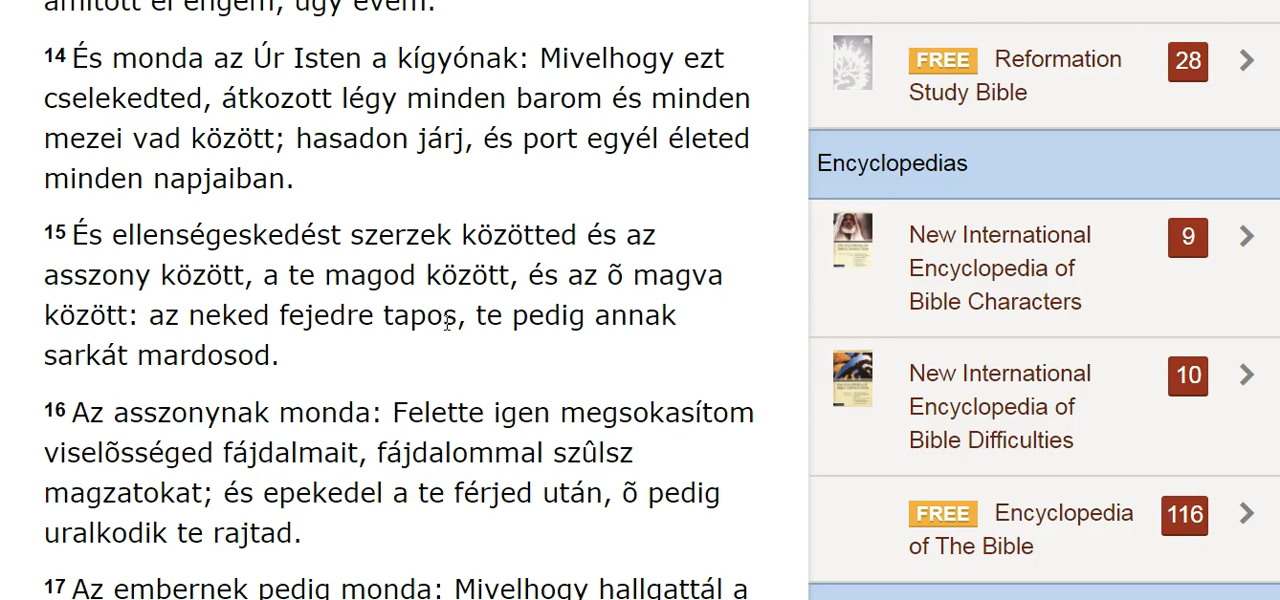 ámított el engem, úgy evém.
14 És monda az Úr Isten a kígyónak: Mivelhogy ezt
cselekedted, átkozott légy minden barom és minden
mezei vad között; hasadon járj, és port egyél életed
minden napjaiban.
15 És ellenségeskedést szerzek közötted és az
asszony között, a te magod között, és az õ magva
között: az neked fejedre tapos, te pedig annak
sarkát mardosod.
16 Az asszonynak monda: Felette igen megsokasítom
viselõsséged fájdalmait, fájdalommal szûlsz
magzatokat; és epekedel a te férjed után, õ pedig
uralkodik te rajtad.
17 Az embernek pedig monda: Mivelhogy hallgattál a
FREE Reformation 28
Study Bible
Encyclopedias
New International 9
Encyclopedia of
Bible Characters
New International 10
Encyclopedia of
Bible Difficulties
FREE Encyclopedia 116
of The Bible